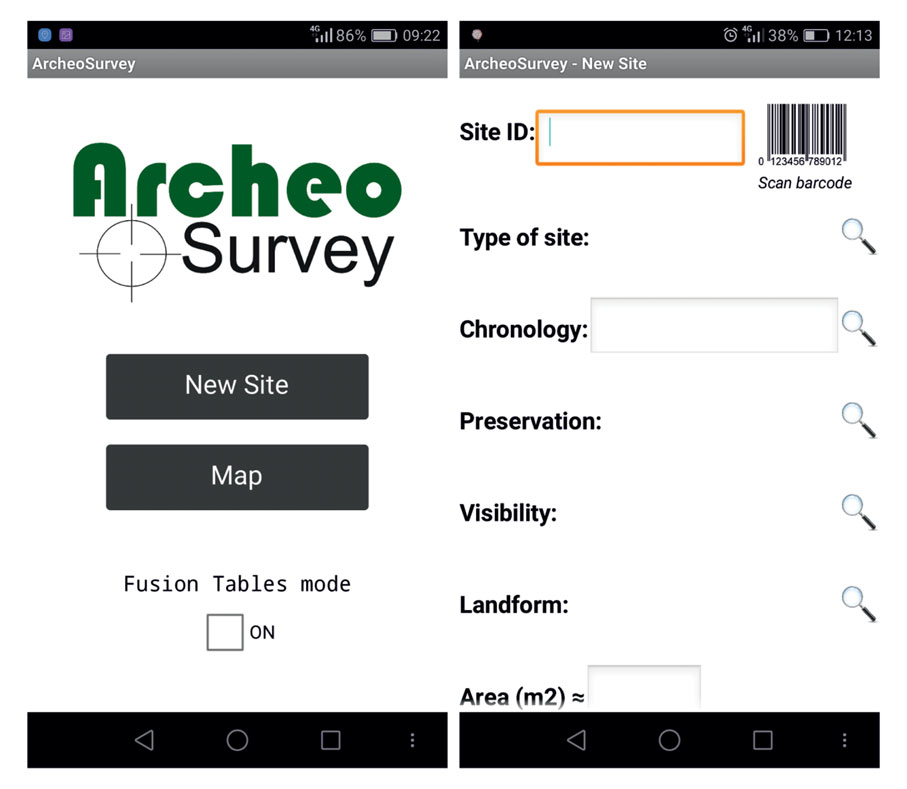 4G 86% 09:22
ArcheoSurvey
Archeo
Survey
New Site
Map
Fusion Tables mode
ON
4G 38% 12:13
ArcheoSurvey - New Site
Site ID:
0 123456 789012
Scan barcode
Type of site:
Chronology:
Preservation:
Visibility:
Landform:
Area (m2) ≈